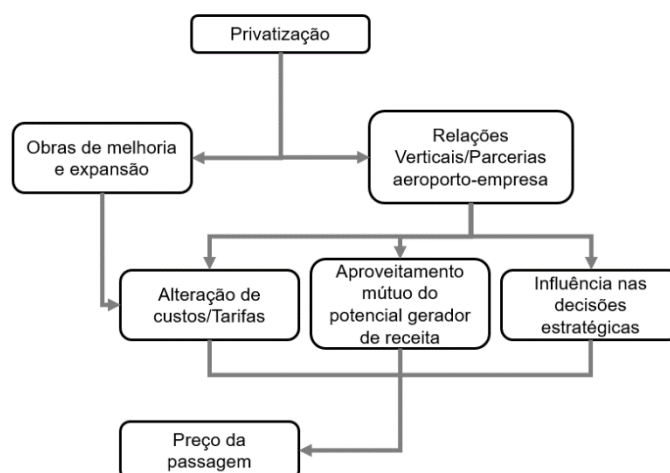 Privatização
Obras de melhoria
e expansão
Relações
Verticais/Parcerias
aeroporto-empresa
Alteração de
custos/Tarifas
Aproveitamento
mútuo do
potencial gerador
de receita
Influência nas
decisões
estratégicas
Preço da
passagem